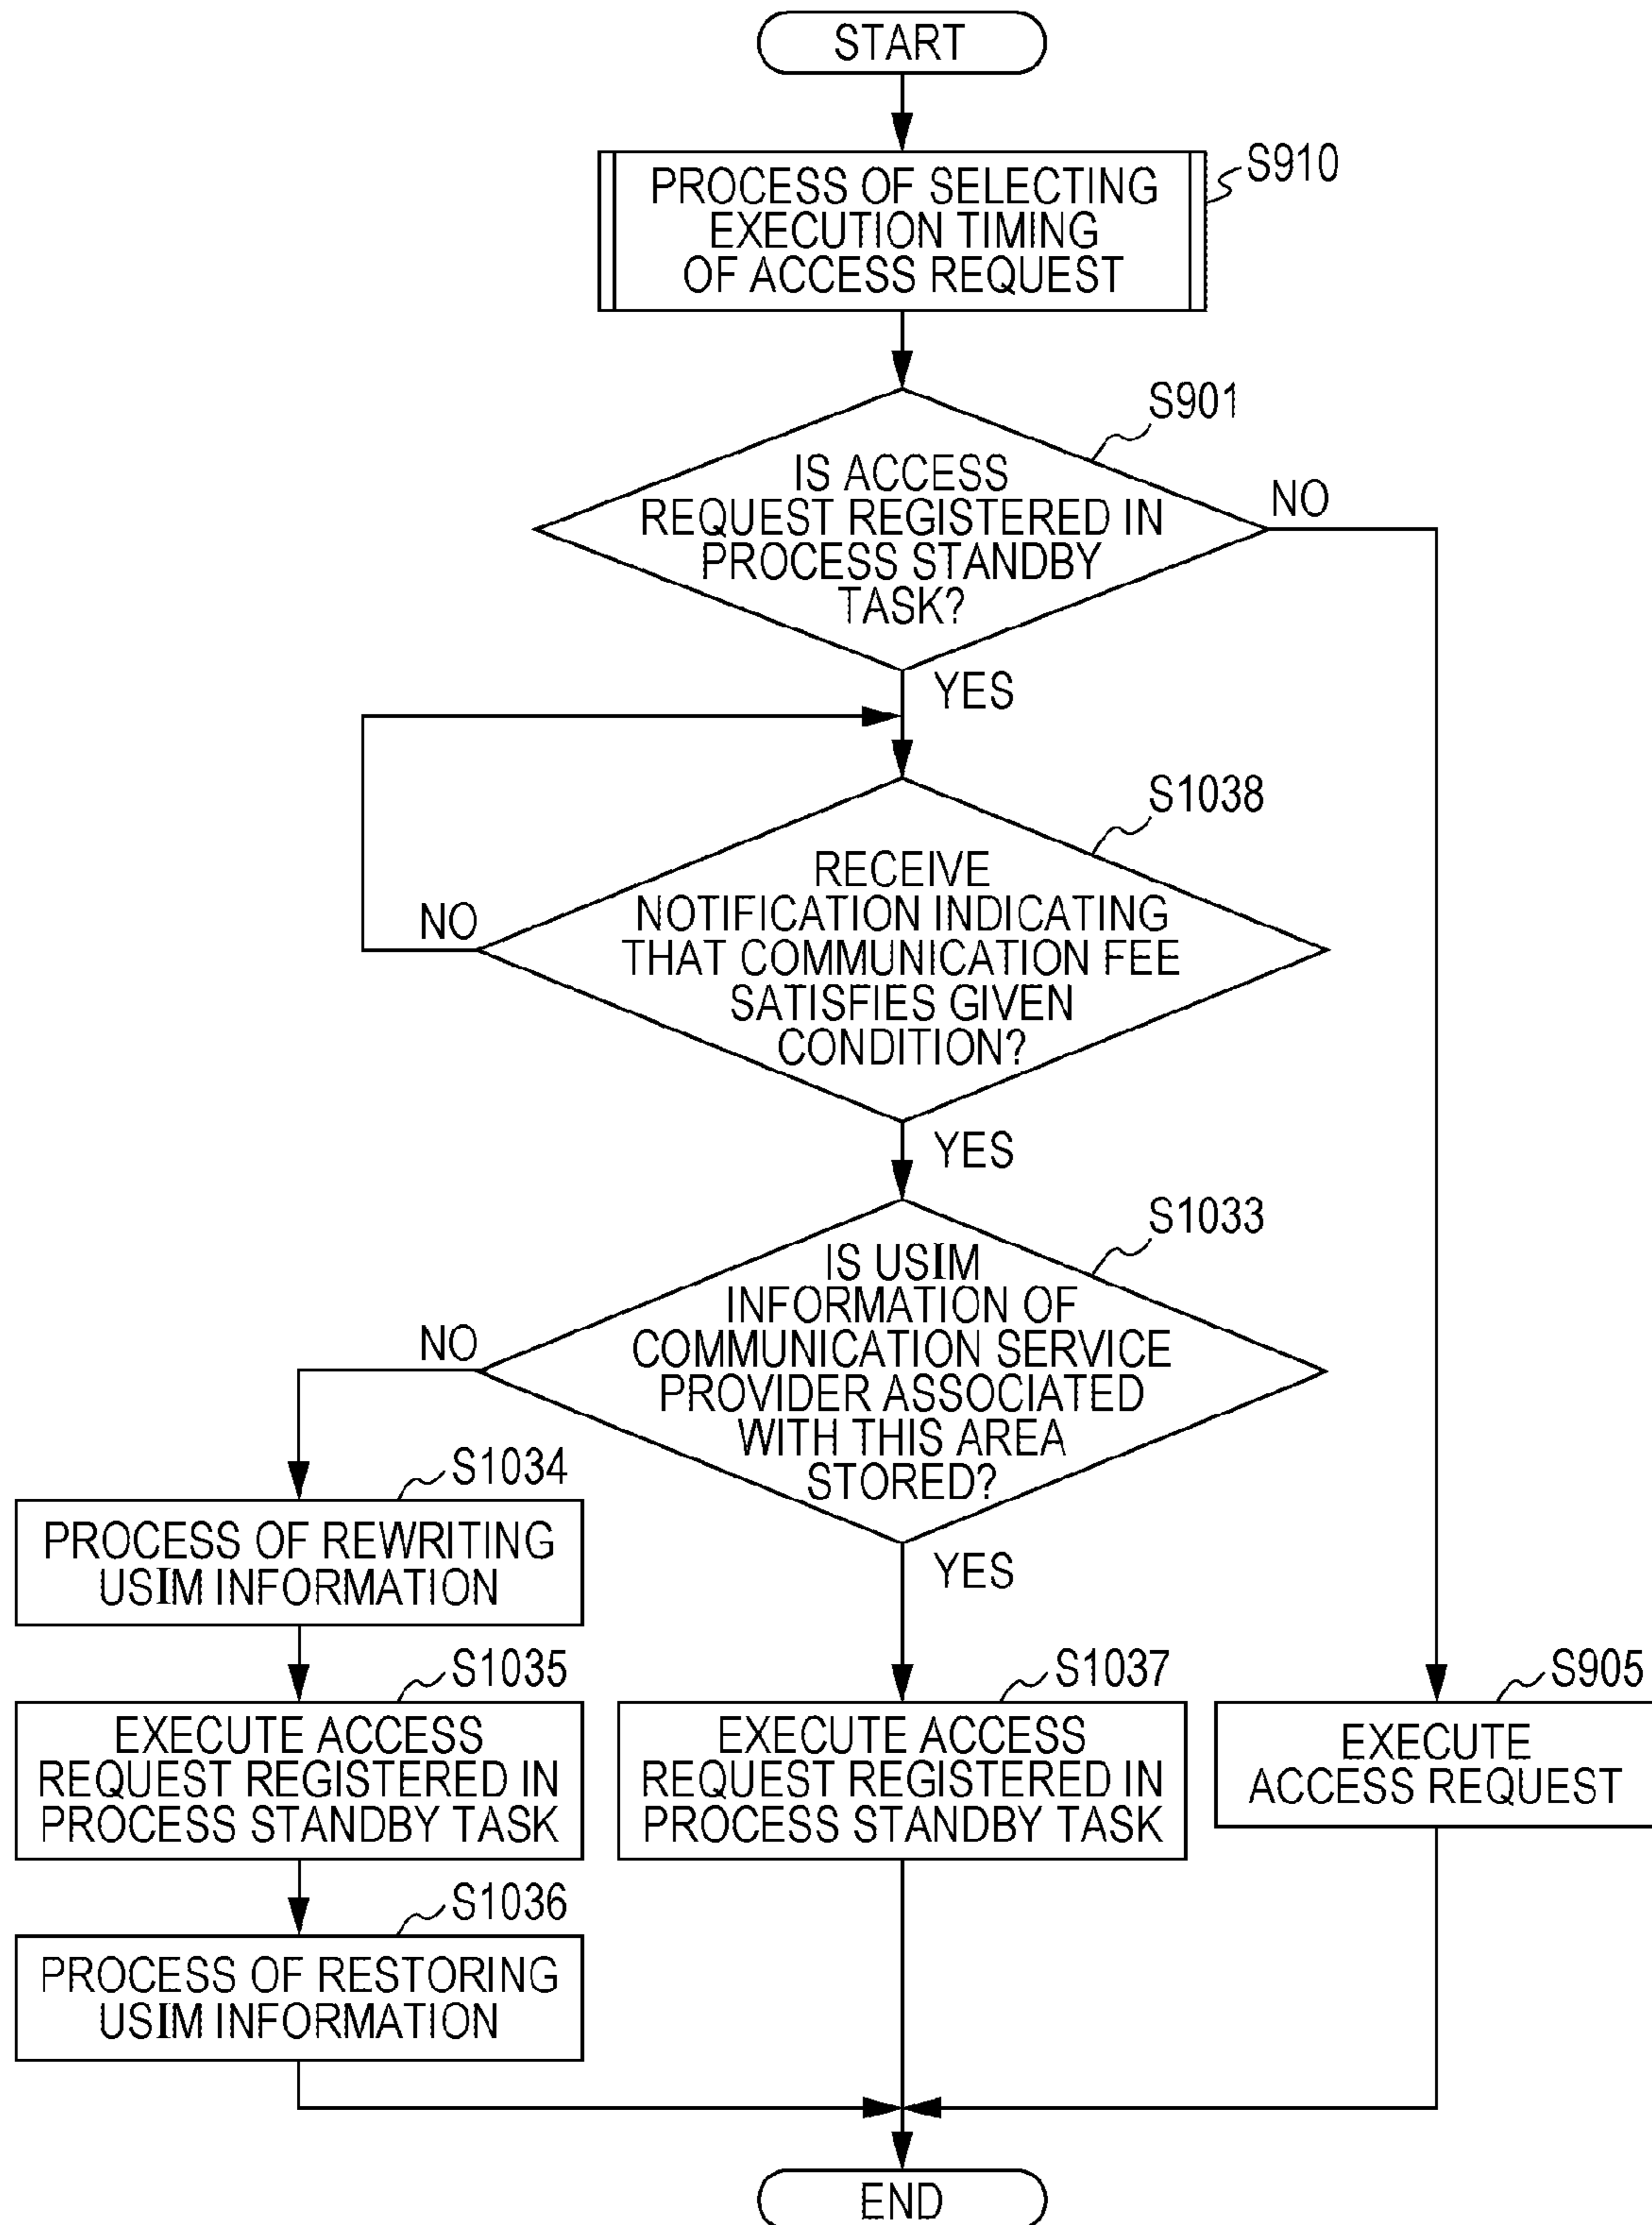 START
S910
PROCESS OF SELECTING
EXECUTION TIMING
OF ACCESS REQUEST
S901
IS ACCESS
REQUEST REGISTERED IN
PROCESS STANDBY
TASK?
NO
YES
S1038
RECEIVE
NOTIFICATION INDICATING
THAT COMMUNICATION FEE
SATISFIES GIVEN
CONDITION?
NO
YES
S1033
IS USIM
INFORMATION OF
COMMUNICATION SERVICE
PROVIDER ASSOCIATED
WITH THIS AREA
STORED?
NO
YES
S1034
PROCESS OF REWRITING
USIM INFORMATION
S1035
EXECUTE ACCESS
REQUEST REGISTERED IN
PROCESS STANDBY TASK
S1036
PROCESS OF RESTORING
USIM INFORMATION
S1037
EXECUTE ACCESS
REQUEST REGISTERED IN
PROCESS STANDBY TASK
S905
EXECUTE
ACCESS REQUEST
END